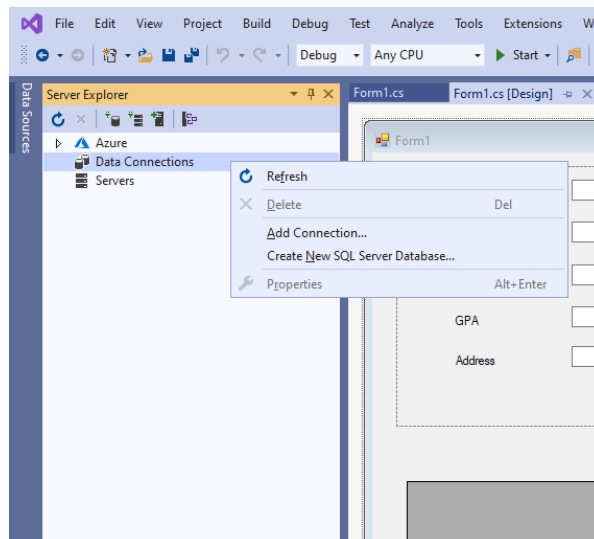 File Edit View Project Build Debug Test Analyze Tools Extensions W
Debug Any CPU Start
Data Sources
Server Explorer
Form1.cs Form1.cs [Design]
Azure
Data Connections
Servers
Form1
Refresh
Delete Del
Add Connection...
Create New SQL Server Database...
Properties Alt+Enter
GPA
Address